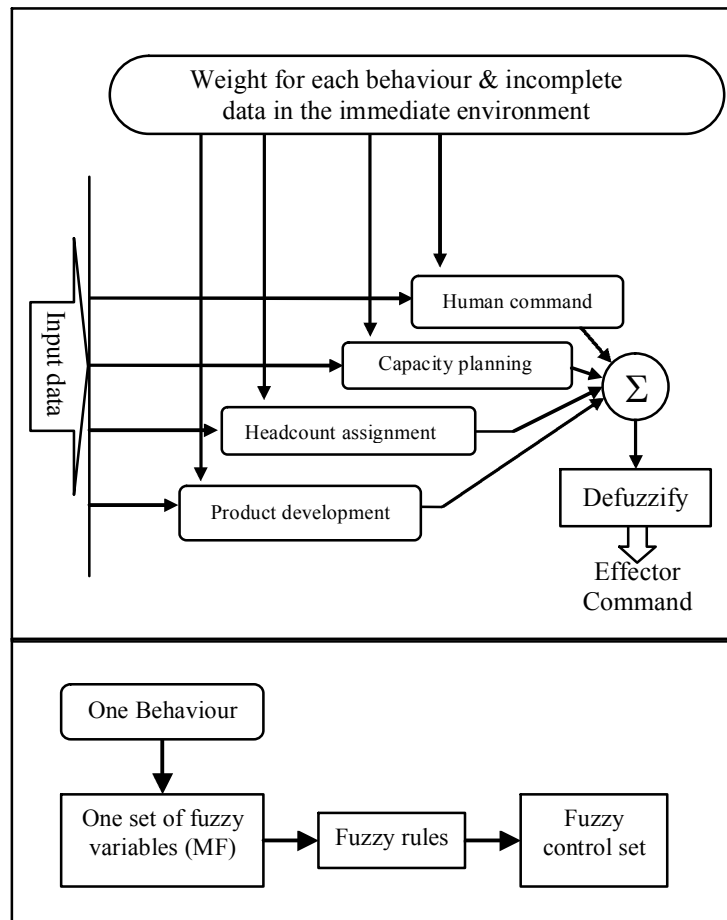 Weight for each behaviour & incomplete
data in the immediate environment
Input data
Human command
Capacity planning
Headcount assignment
Product development
Σ
Defuzzify
Effector
Command
One Behaviour
One set of fuzzy
variables (MF)
Fuzzy rules
Fuzzy
control set